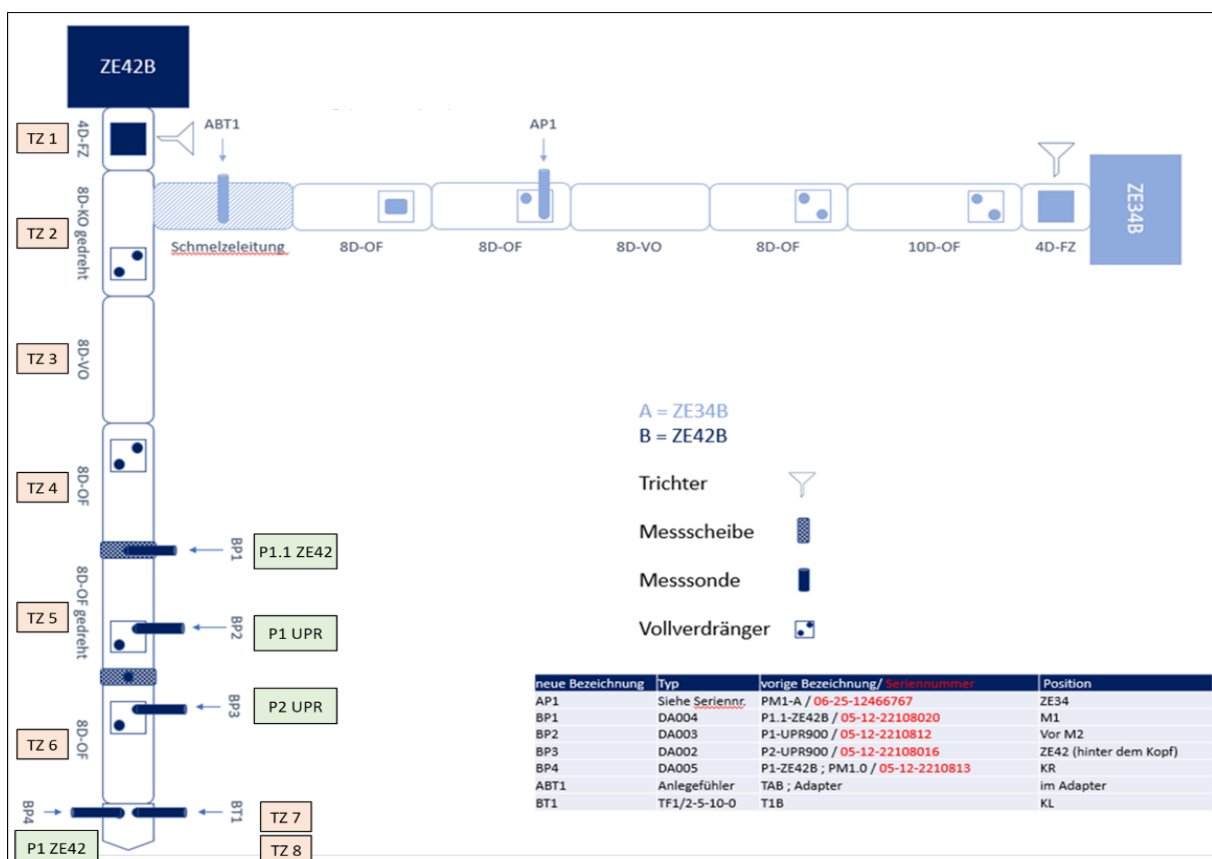 ZE42B
TZ 1
4D-FZ
ABT1
AP1
ZE34B
TZ 2
8D-KO gedreht
Schmelzeleitung
8D-OF
8D-OF
8D-VO
8D-OF
10D-OF
4D-FZ
TZ 3
8D-VO
A = ZE34B
B = ZE42B
TZ 4
8D-OF
Trichter
Messscheibe
BP1
P1.1 ZE42
Messsonde
TZ 5
8D-OF gedreht
BP2
P1 UPR
Vollverdränger
TZ 6
8D-OF
BP3
P2 UPR
BP4
BT1
TZ 7
P1 ZE42
TZ 8
neue Bezeichnung Typ vorige Bezeichnung/ Seriennummer Position
AP1 Siehe Seriennr. PM1-A / 06-25-12466767 ZE34
BP1 DA004 P1.1-ZE42B / 05-12-22108020 M1
BP2 DA003 P1-UPR900 / 05-12-2210812 Vor M2
BP3 DA002 P2-UPR900 / 05-12-22108016 ZE42 (hinter dem Kopf)
BP4 DA005 P1-ZE42B ; PM1.0 / 05-12-2210813 KR
ABT1 Anlegefühler TAB ; Adapter im Adapter
BT1 TF1/2-5-10-0 T1B KL